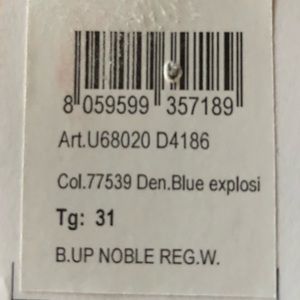 8 059599 357189
Art.U68020 D4186
Col.77539 Den.Blue explosi
Tg: 31
B.UP NOBLE REG.W.